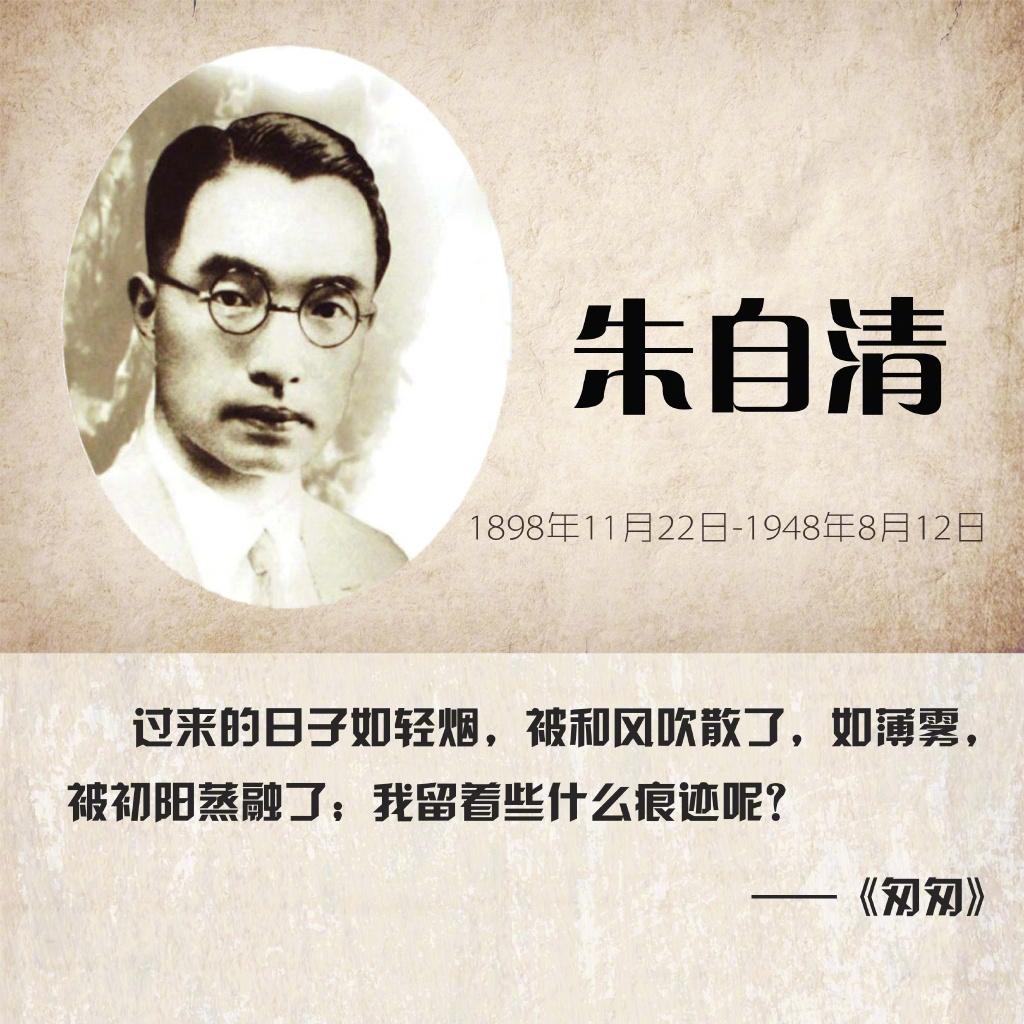 朱自清
1898年11月22日-1948年8月12日
过来的日子如轻烟，被和风吹散了，如薄雾，
被初阳蒸融了；我留着些什么痕迹呢？
——《匆匆》